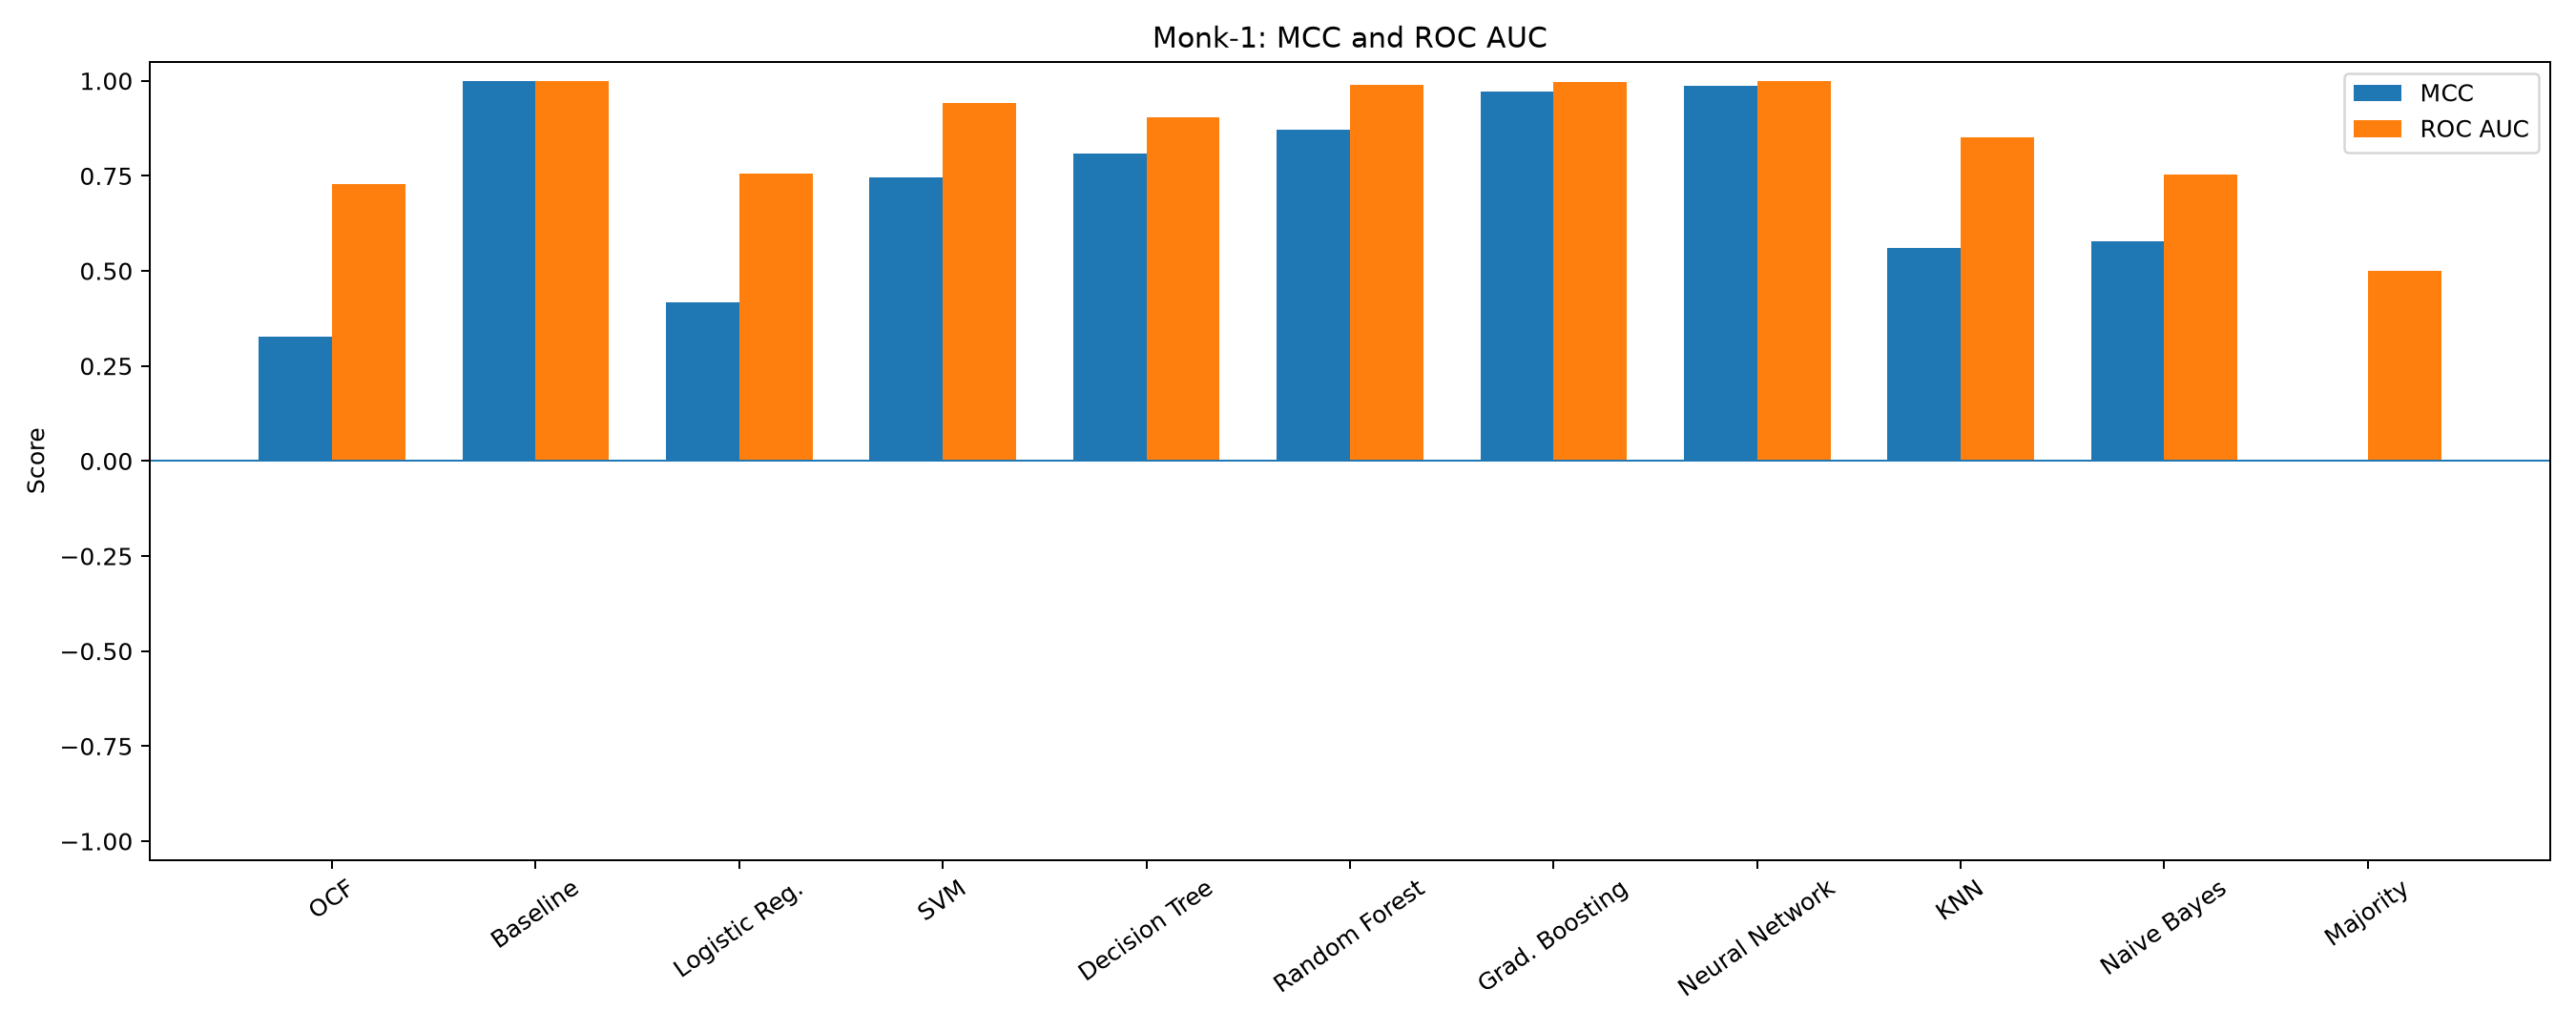 Monk-1: MCC and ROC AUC
MCC
ROC AUC
Score
1.00
0.75
0.50
0.25
0.00
−0.25
−0.50
−0.75
−1.00
OCF
Baseline
Logistic Reg.
SVM
Decision Tree
Random Forest
Grad. Boosting
Neural Network
KNN
Naive Bayes
Majority